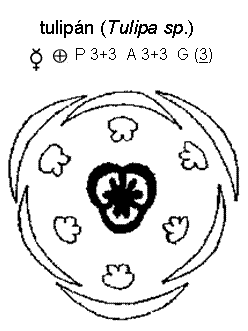 tulipán (Tulipa sp.)
☿ ⊕ P 3+3 A 3+3 G (3)